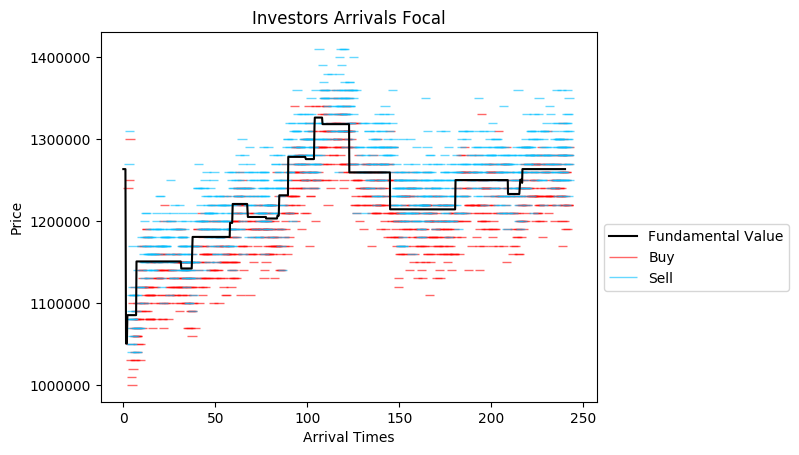 Investors Arrivals Focal
1400000
1300000
1200000
1100000
1000000
Price
0 50 100 150 200 250
Arrival Times
Fundamental Value
Buy
Sell